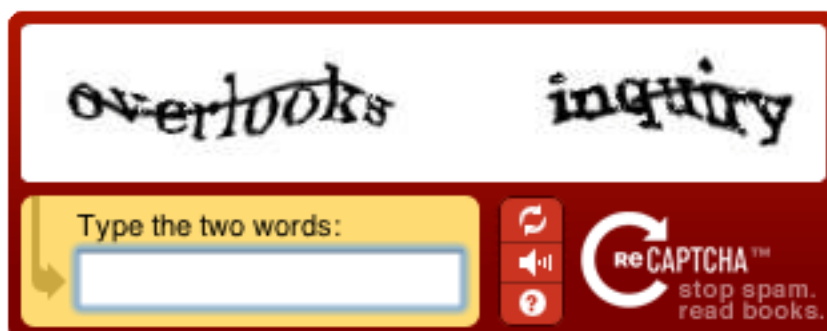 overlooks inquiry
Type the two words:
ReCAPTCHA™
stop spam.
read books.